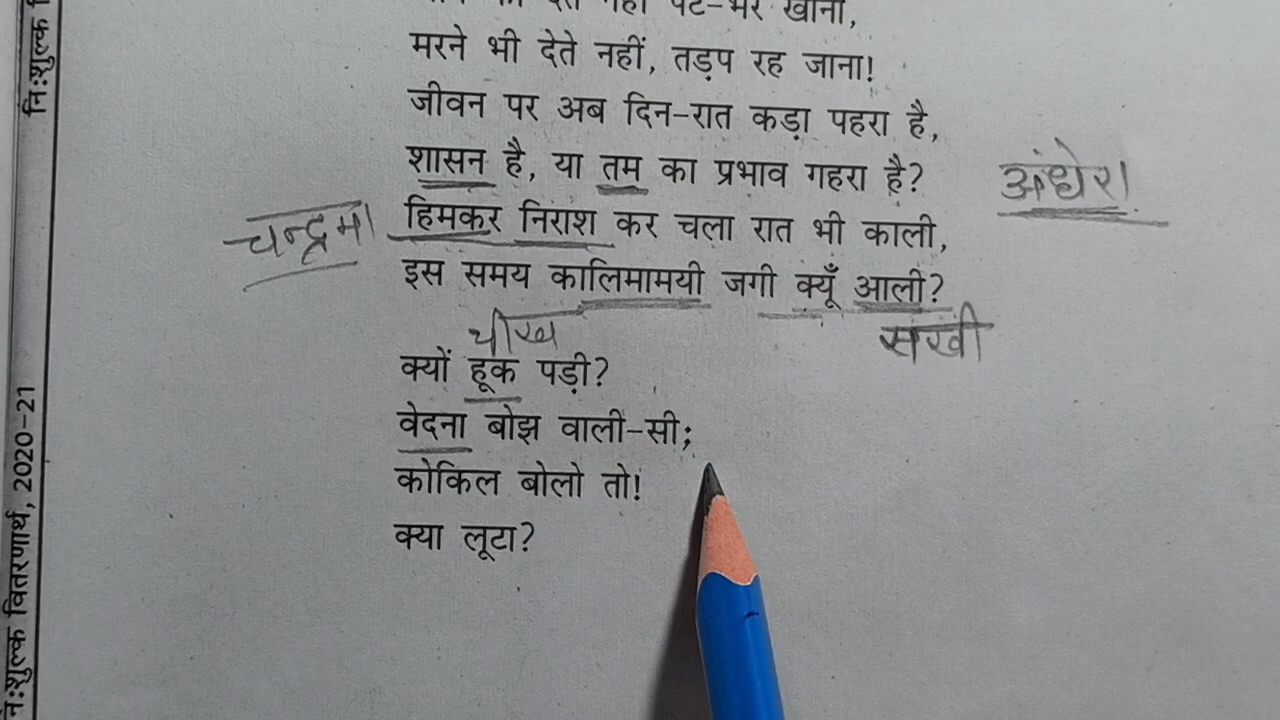 पेट-भर खाना,
मरने भी देते नहीं, तड़प रह जाना!
जीवन पर अब दिन-रात कड़ा पहरा है,
शासन है, या तम का प्रभाव गहरा है?
अंधेरा
चन्द्रमा
हिमकर निराश कर चला रात भी काली,
इस समय कालिमामयी जगी क्यूँ आली?
चीख
सखी
क्यों हूक पड़ी?
वेदना बोझ वाली-सी;
कोकिल बोलो तो!
क्या लूटा?
नि:शुल्क
नि:शुल्क वितरणार्थ, 2020-21